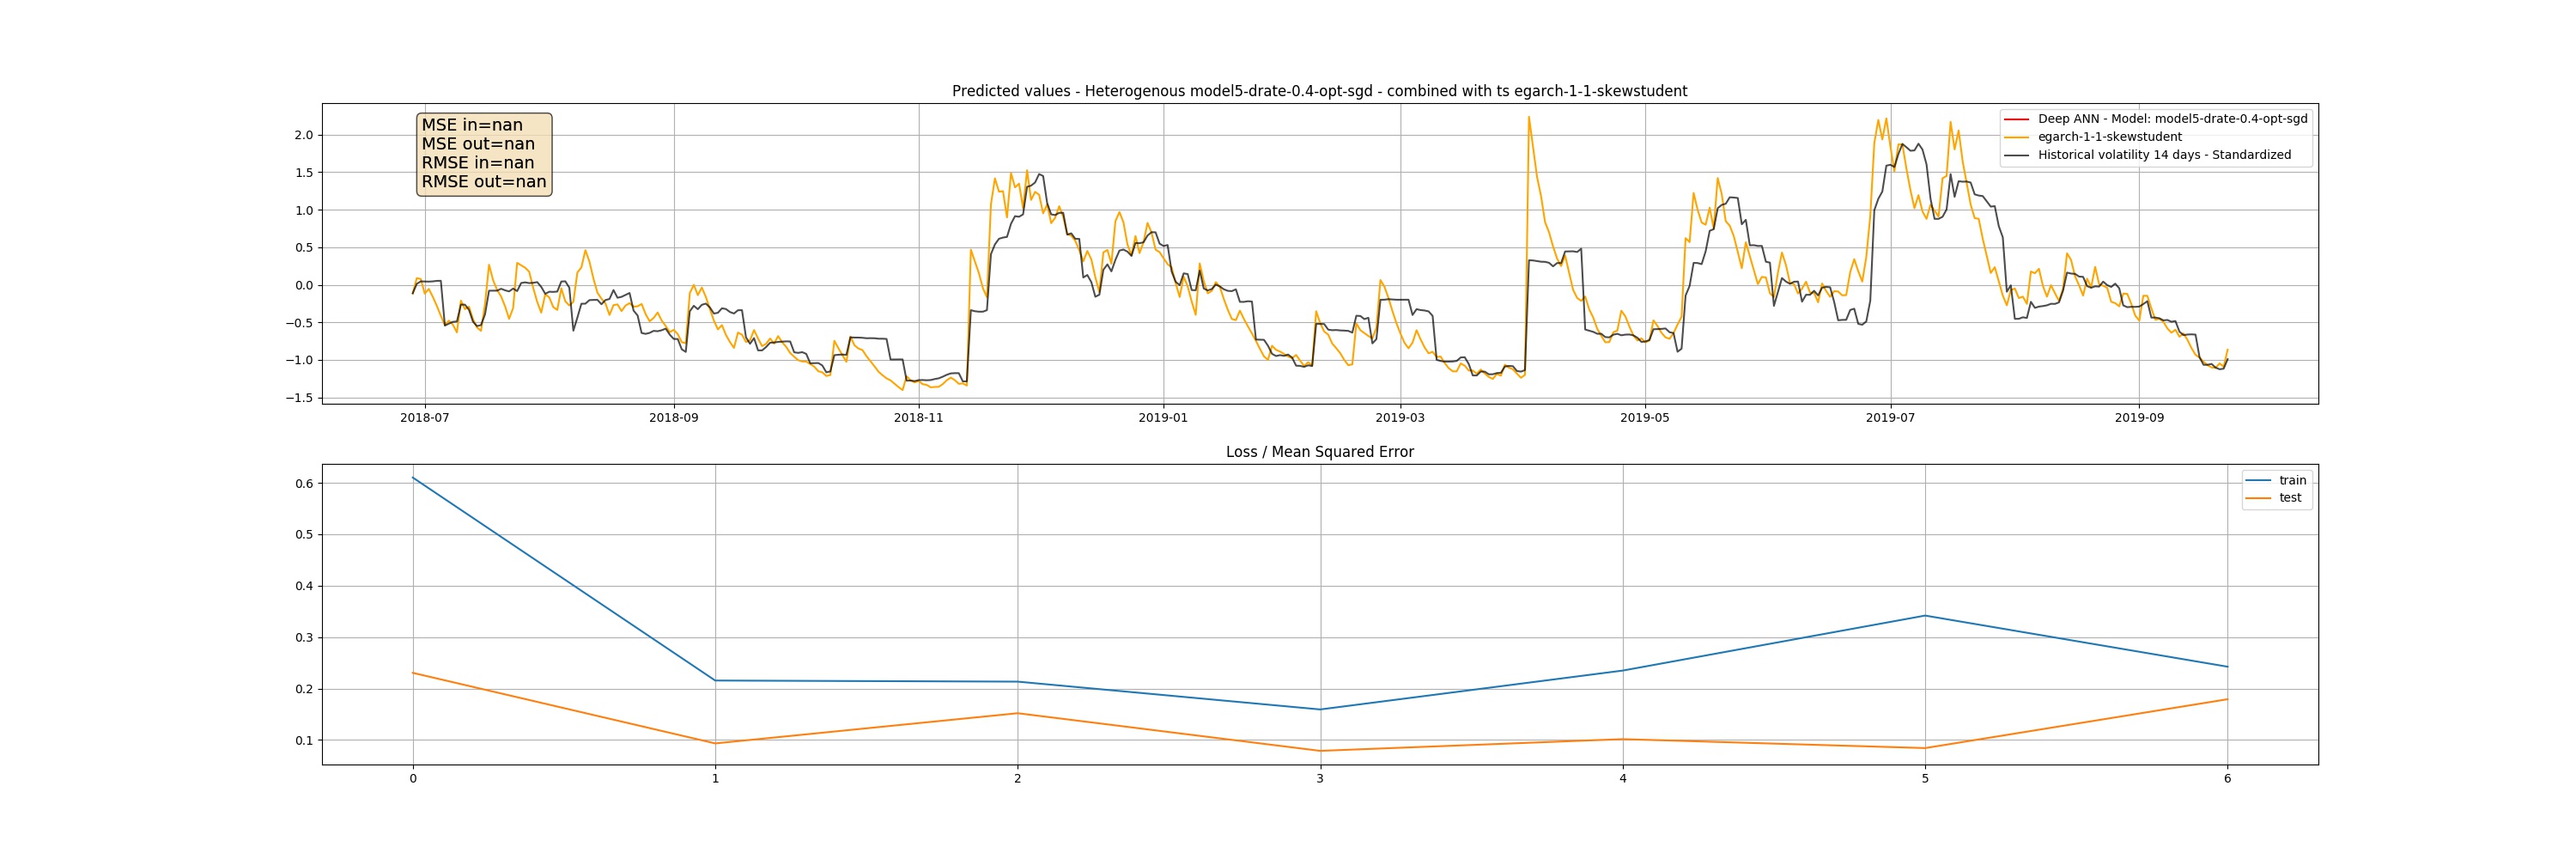 Predicted values - Heterogenous model5-drate-0.4-opt-sgd - combined with ts egarch-1-1-skewstudent
MSE in=nan
MSE out=nan
RMSE in=nan
RMSE out=nan
Deep ANN - Model: model5-drate-0.4-opt-sgd
egarch-1-1-skewstudent
Historical volatility 14 days - Standardized
2.0
1.5
1.0
0.5
0.0
−0.5
−1.0
−1.5
2018-07 2018-09 2018-11 2019-01 2019-03 2019-05 2019-07 2019-09
Loss / Mean Squared Error
train
test
0.6
0.5
0.4
0.3
0.2
0.1
0 1 2 3 4 5 6